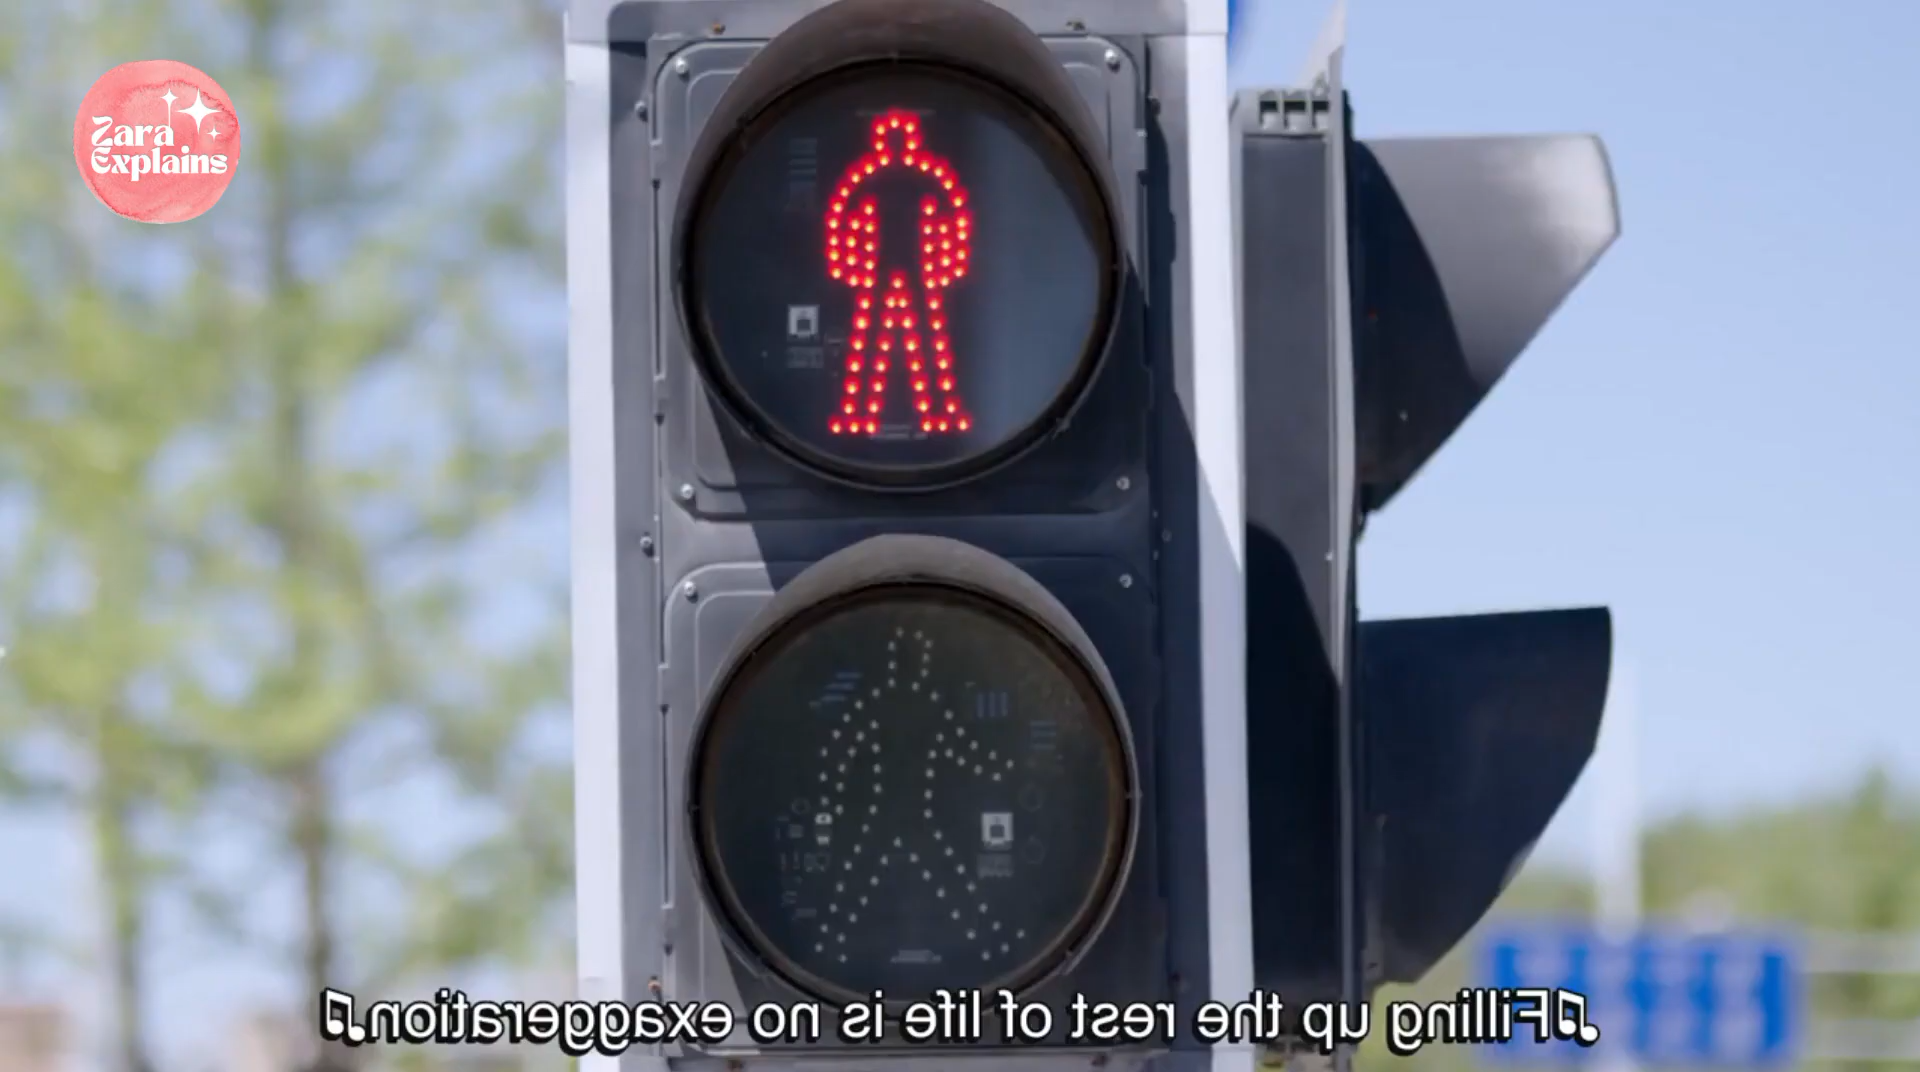 Zara
Explains
♫Filling up the rest of life is no exaggeration♫